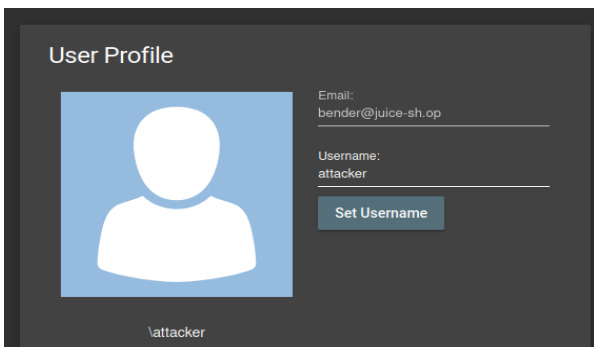 User Profile
Email:
bender@juice-sh.op
Username:
attacker
Set Username
\attacker